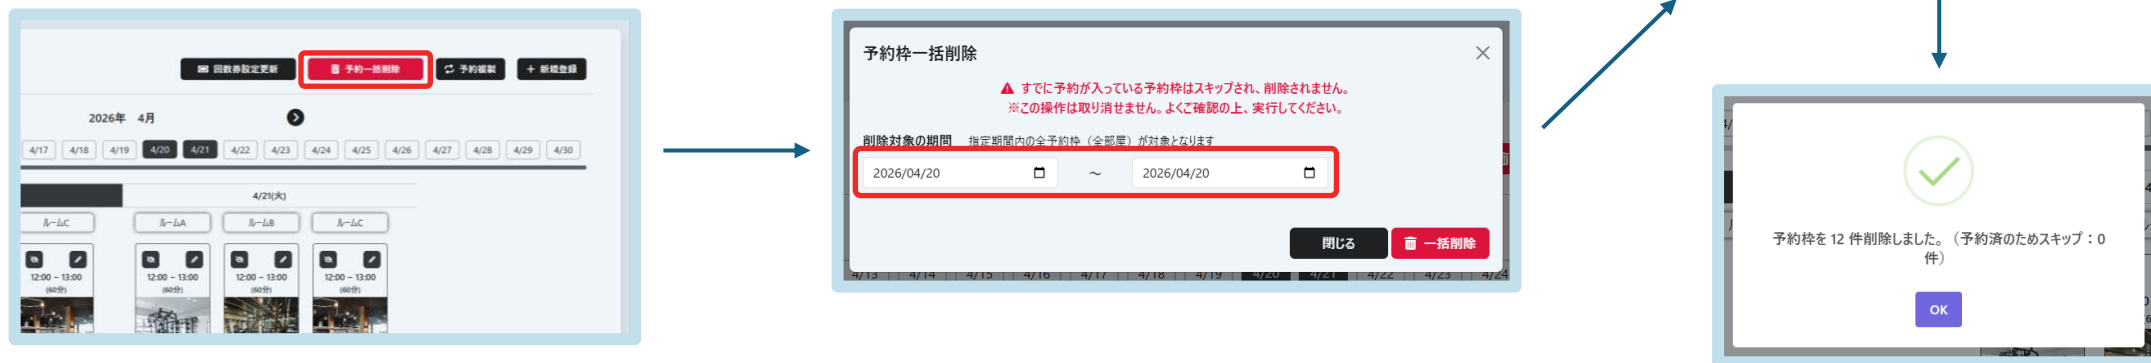 回数券設定更新 予約一括削除 予約複製 + 新規登録
2026年 4月
4/17 4/18 4/19 4/20 4/21 4/22 4/23 4/24 4/25 4/26 4/27 4/28 4/29 4/30
4/21(火)
ルームC ルームA ルームB ルームC
12:00 ~ 13:00 12:00 ~ 13:00 12:00 ~ 13:00 12:00 ~ 13:00
(60分) (60分) (60分) (60分)
予約枠一括削除
すでに予約が入っている予約枠はスキップされ、削除されません。
※この操作は取り消せません。よくご確認の上、実行してください。
削除対象の期間 指定期間内の全予約枠（全部屋）が対象となります
2026/04/20 ～ 2026/04/20
閉じる 一括削除
4/13 4/14 4/15 4/16 4/17 4/18 4/19 4/20 4/21 4/22 4/23 4/24
予約枠を 12 件削除しました。（予約済のためスキップ：0
件）
OK